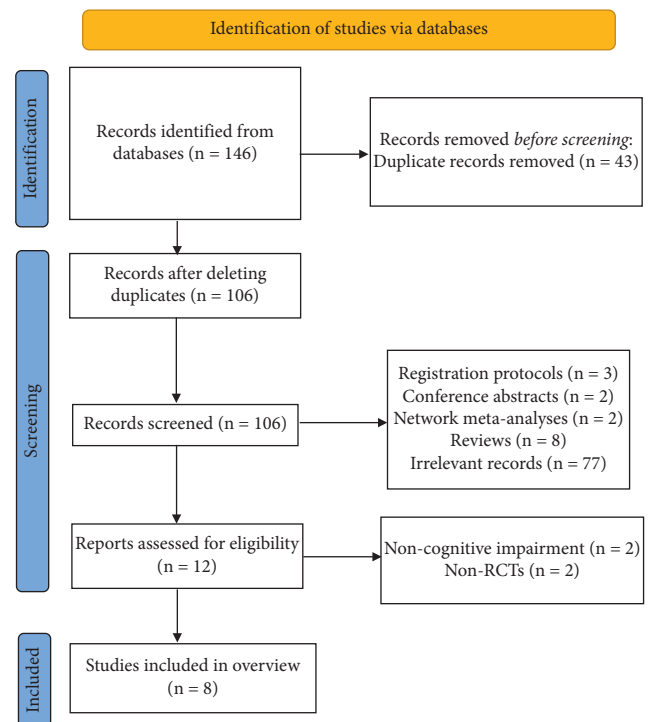 Identification of studies via databases
Identification
Records identified from
databases (n = 146)
Records removed before screening:
Duplicate records removed (n = 43)
Screening
Records after deleting
duplicates (n = 106)
Records screened (n = 106)
Registration protocols (n = 3)
Conference abstracts (n = 2)
Network meta-analyses (n = 2)
Reviews (n = 8)
Irrelevant records (n = 77)
Reports assessed for eligibility
(n = 12)
Non-cognitive impairment (n = 2)
Non-RCTs (n = 2)
Included
Studies included in overview
(n = 8)